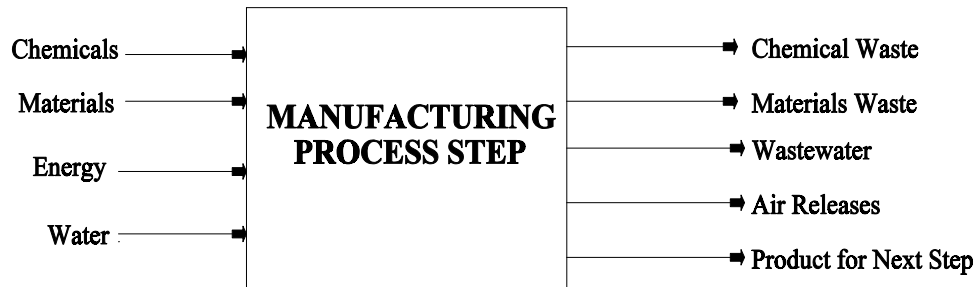 Chemicals
Materials
Energy
Water
MANUFACTURING
PROCESS STEP
Chemical Waste
Materials Waste
Wastewater
Air Releases
Product for Next Step